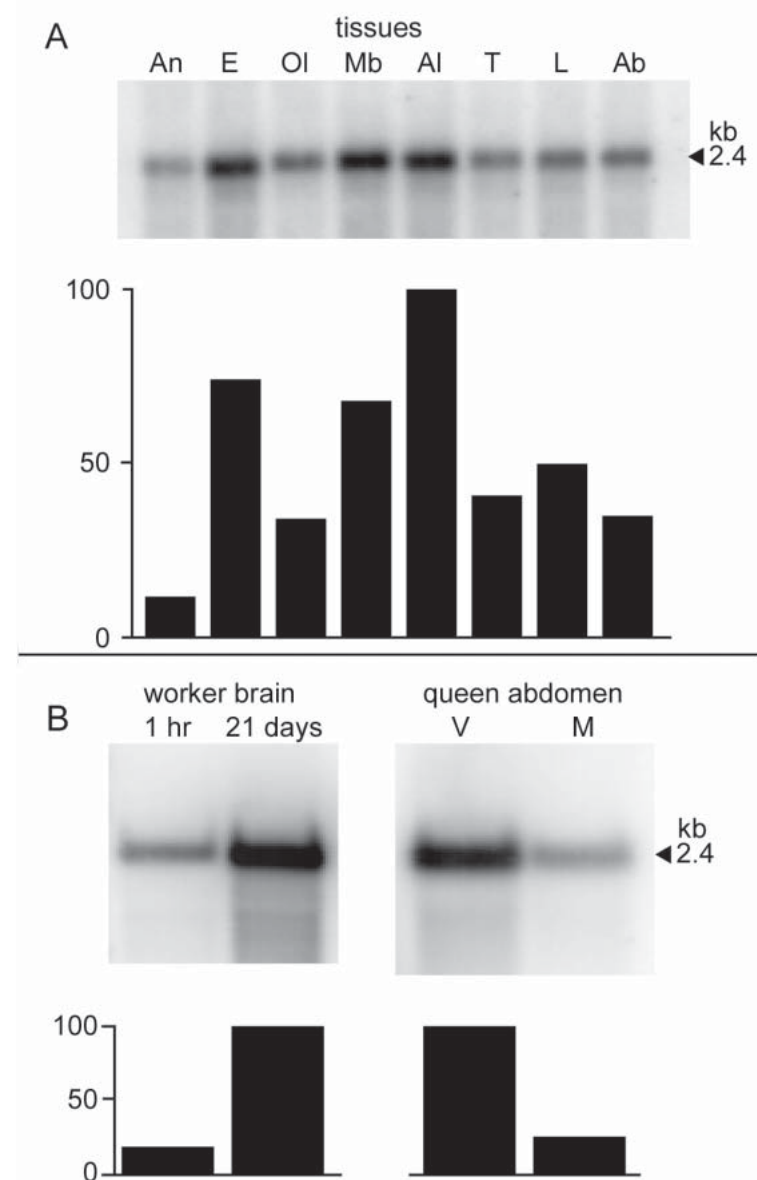 A
tissues
An E Ol Mb Al T L Ab
kb
◄2.4
100
50
0
B
worker brain
1 hr 21 days
queen abdomen
V M
kb
◄2.4
100
50
0